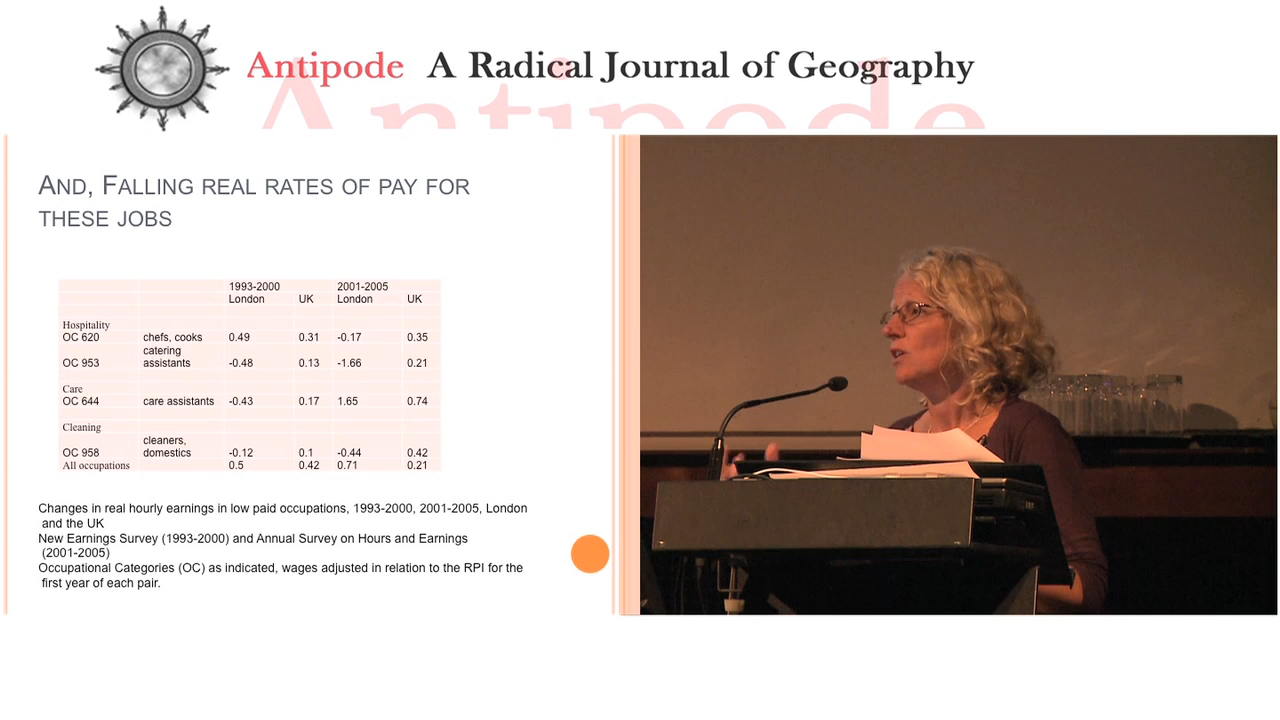 Antipode A Radical Journal of Geography
Antipode
AND, FALLING REAL RATES OF PAY FOR
THESE JOBS
1993-2000 2001-2005
London UK London UK
Hospitality
OC 620 chefs, cooks 0.49 0.31 -0.17 0.35
catering
OC 953 assistants -0.48 0.13 -1.66 0.21
Care
OC 644 care assistants -0.43 0.17 1.65 0.74
Cleaning
cleaners,
OC 958 domestics -0.12 0.1 -0.44 0.42
All occupations 0.5 0.42 0.71 0.21
Changes in real hourly earnings in low paid occupations, 1993-2000, 2001-2005, London
and the UK
New Earnings Survey (1993-2000) and Annual Survey on Hours and Earnings
(2001-2005)
Occupational Categories (OC) as indicated, wages adjusted in relation to the RPI for the
first year of each pair.